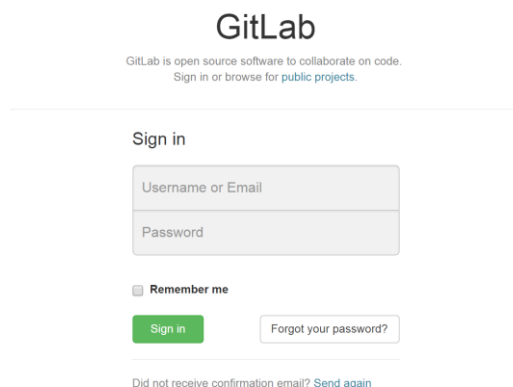 GitLab
GitLab is open source software to collaborate on code.
Sign in or browse for public projects.
Sign in
Username or Email
Password
Remember me
Sign in
Forgot your password?
Did not receive confirmation email? Send again